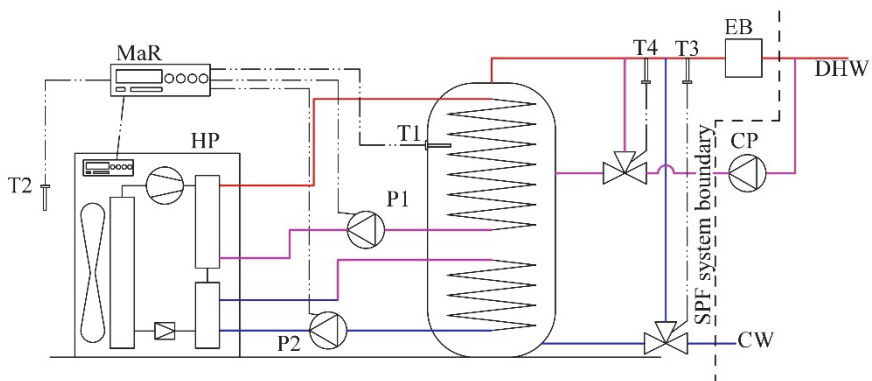 MaR
T4
T3
EB
DHW
HP
T1
CP
T2
P1
SPF system boundary
P2
CW